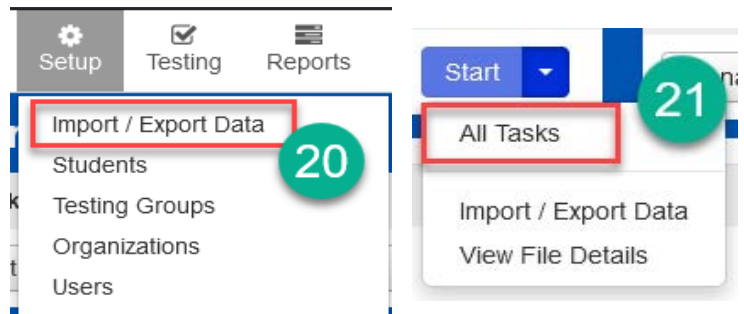 Setup Testing Reports
Import / Export Data
20
Students
Testing Groups
Organizations
Users
Start
21
All Tasks
Import / Export Data
View File Details